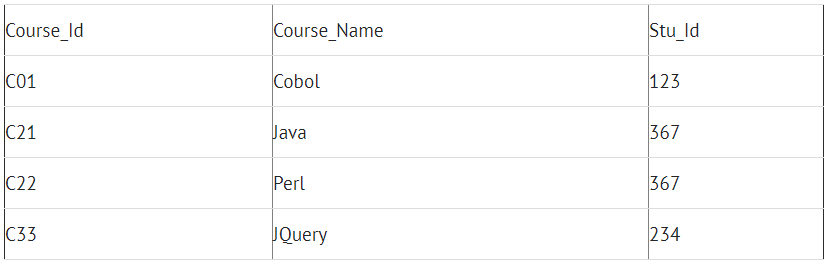 Course_Id Course_Name Stu_Id
C01 Cobol 123
C21 Java 367
C22 Perl 367
C33 JQuery 234